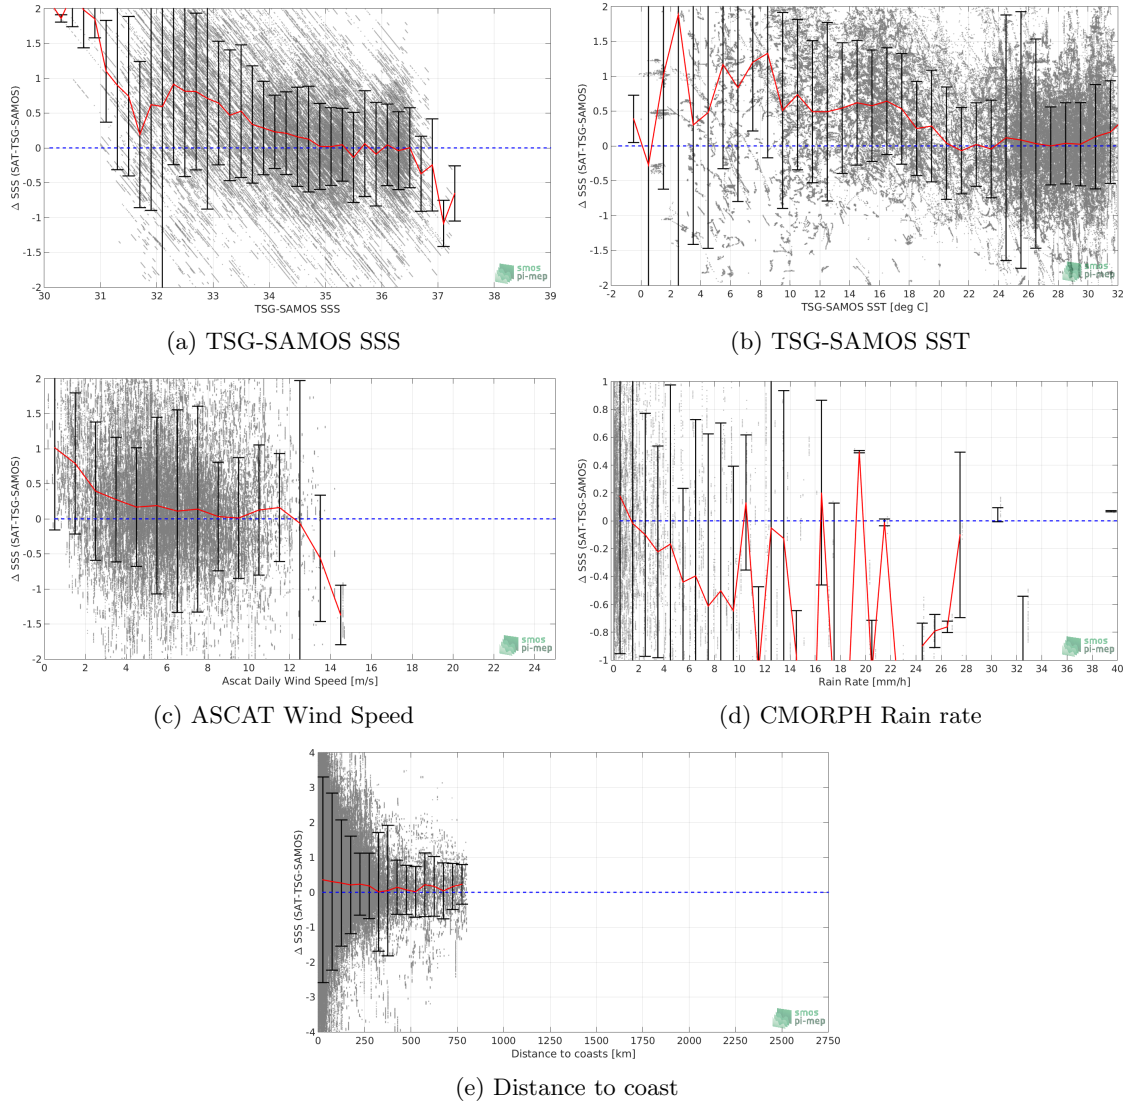 2
1.5
1
0.5
0
-0.5
-1
-1.5
-2
Δ SSS (SAT-TSG-SAMOS)
30 31 32 33 34 35 36 37 38 39
TSG-SAMOS SSS
smos
pi-mep
(a) TSG-SAMOS SSS
2
1.5
1
0.5
0
-0.5
-1
-1.5
-2
Δ SSS (SAT-TSG-SAMOS)
-2 0 2 4 6 8 10 12 14 16 18 20 22 24 26 28 30 32
TSG-SAMOS SST [deg C]
smos
pi-mep
(b) TSG-SAMOS SST
2
1.5
1
0.5
0
-0.5
-1
-1.5
-2
Δ SSS (SAT-TSG-SAMOS)
0 2 4 6 8 10 12 14 16 18 20 22 24
Ascat Daily Wind Speed [m/s]
smos
pi-mep
(c) ASCAT Wind Speed
1
0.8
0.6
0.4
0.2
0
-0.2
-0.4
-0.6
-0.8
-1
Δ SSS (SAT-TSG-SAMOS)
0 2 4 6 8 10 12 14 16 18 20 22 24 26 28 30 32 34 36 38 40
Rain Rate [mm/h]
smos
pi-mep
(d) CMORPH Rain rate
4
3
2
1
0
-1
-2
-3
-4
Δ SSS (SAT-TSG-SAMOS)
0 250 500 750 1000 1250 1500 1750 2000 2250 2500 2750
Distance to coasts [km]
smos
pi-mep
(e) Distance to coast